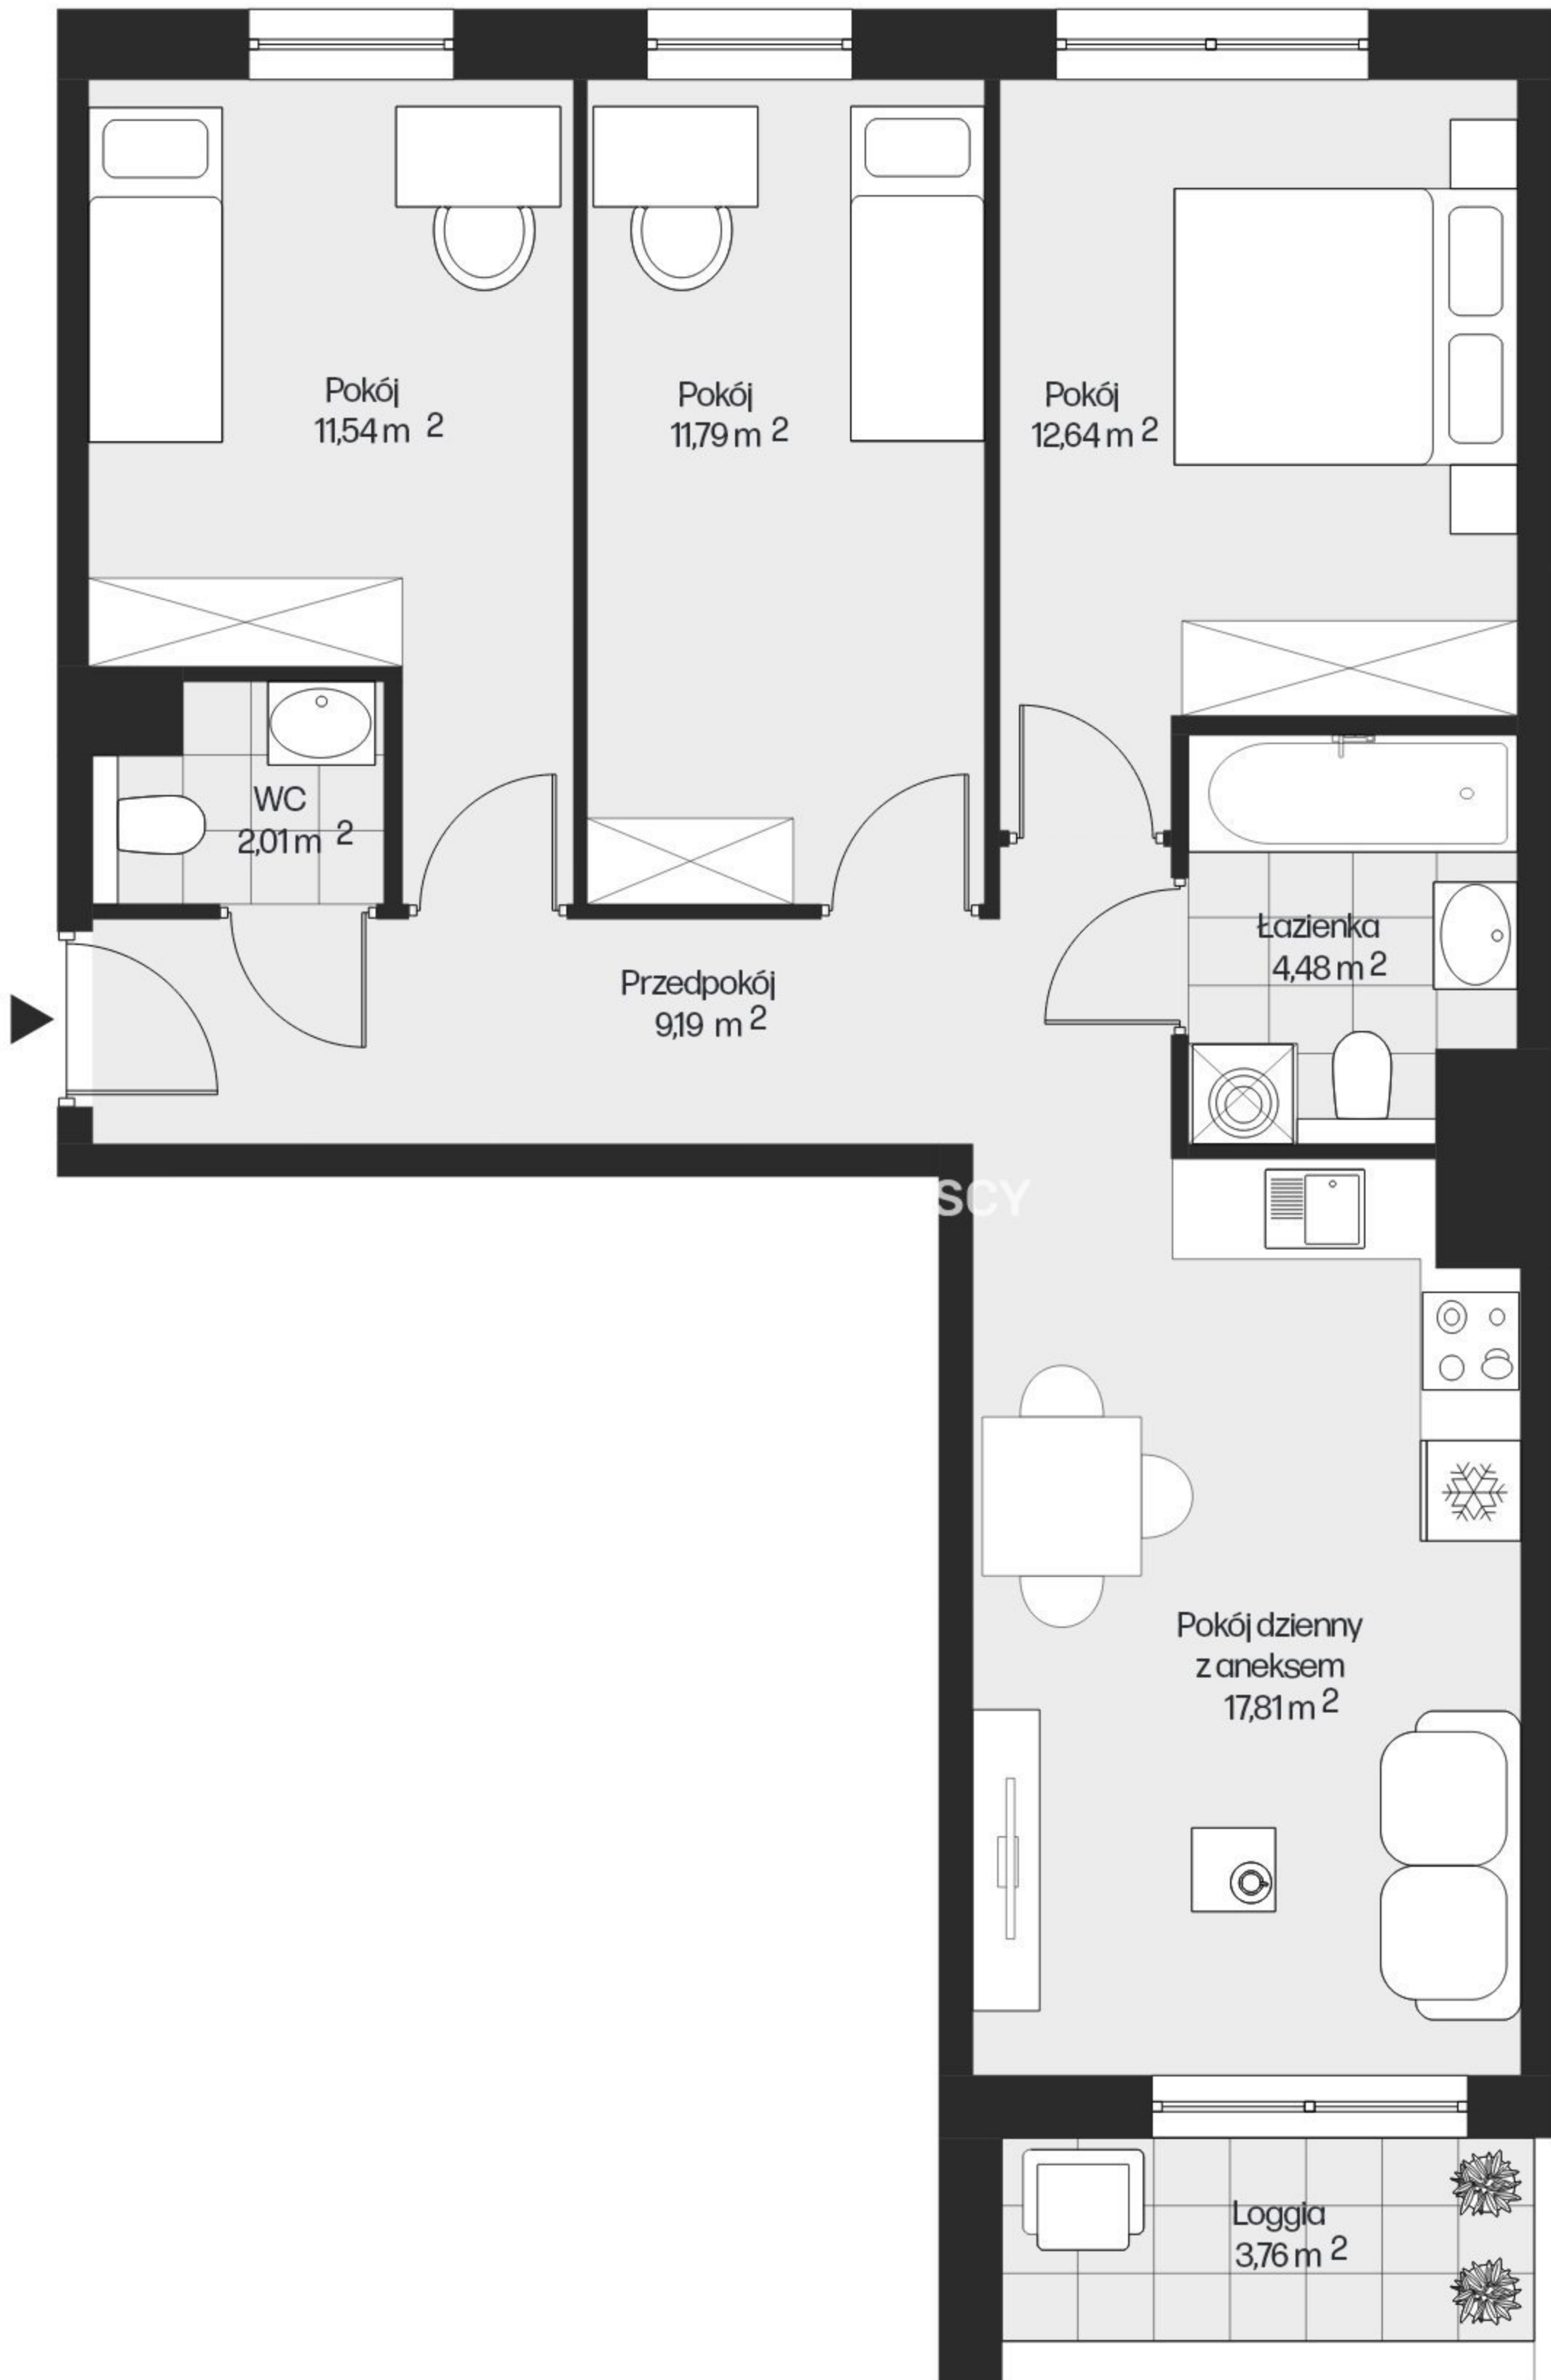 Pokój
11,54 m 2
Pokój
11,79 m 2
Pokój
12,64 m 2
WC
2,01 m 2
Przedpokój
9,19 m 2
Łazienka
4,48 m 2
SCY
Pokój dzienny
z aneksem
17,81 m 2
Loggia
3,76 m 2